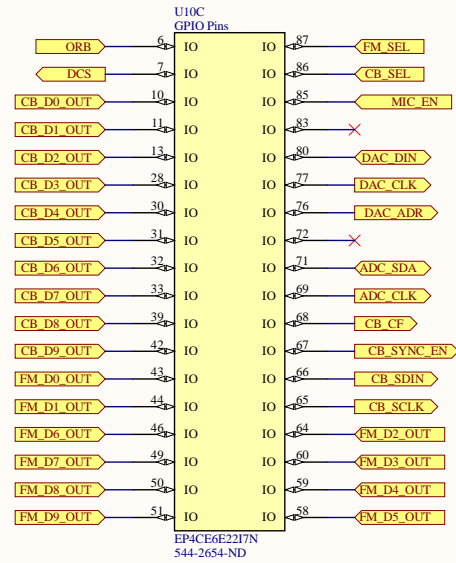 U10C
GPIO Pins
ORB 6 IO IO 87 FM_SEL
DCS 7 IO IO 86 CB_SEL
CB_D0_OUT 10 IO IO 85 MIC_EN
CB_D1_OUT 11 IO IO 83
CB_D2_OUT 13 IO IO 80 DAC_DIN
CB_D3_OUT 28 IO IO 77 DAC_CLK
CB_D4_OUT 30 IO IO 76 DAC_ADR
CB_D5_OUT 31 IO IO 72
CB_D6_OUT 32 IO IO 71 ADC_SDA
CB_D7_OUT 33 IO IO 69 ADC_CLK
CB_D8_OUT 39 IO IO 68 CB_CF
CB_D9_OUT 42 IO IO 67 CB_SYNC_EN
FM_D0_OUT 43 IO IO 66 CB_SDIN
FM_D1_OUT 44 IO IO 65 CB_SCLK
FM_D6_OUT 46 IO IO 64 FM_D2_OUT
FM_D7_OUT 49 IO IO 60 FM_D3_OUT
FM_D8_OUT 50 IO IO 59 FM_D4_OUT
FM_D9_OUT 51 IO IO 58 FM_D5_OUT
EP4CE6E22I7N
544-2654-ND